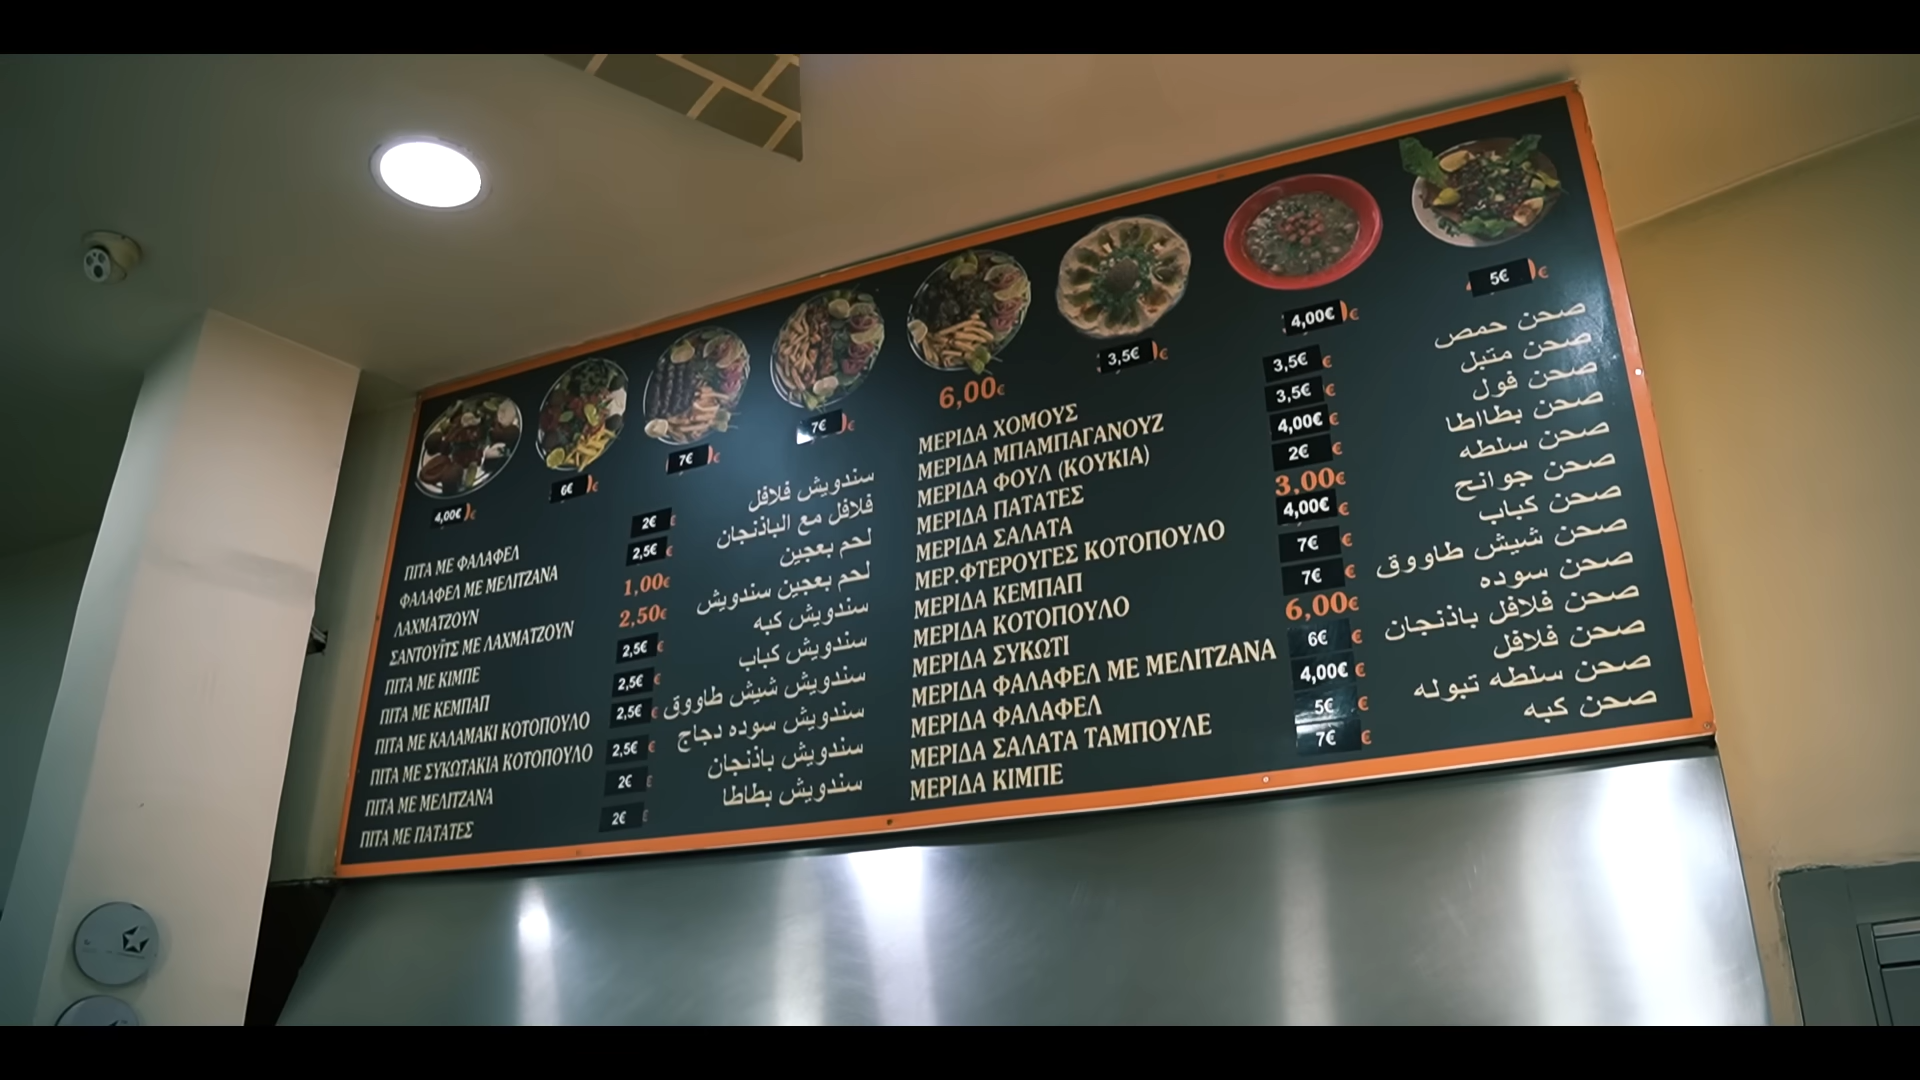 4,00€ 6€ 7€ 7€ 6,00€ 3,5€ 4,00€ 5€
ΠΙΤΑ ΜΕ ΦΑΛΑΦΕΛ 2€ سندويش فلافل
ΦΑΛΑΦΕΛ ΜΕ ΜΕΛΙΤΖΑΝΑ 2,5€ فلافل مع الباذنجان
ΛΑΧΜΑΤΖΟΥΝ 1,00€ لحم بعجين
ΣΑΝΤΟΥΪΤΣ ΜΕ ΛΑΧΜΑΤΖΟΥΝ 2,50€ لحم بعجين سندويش
ΠΙΤΑ ΜΕ ΚΙΜΠΕ 2,5€ سندويش كبه
ΠΙΤΑ ΜΕ ΚΕΜΠΑΠ 2,5€ سندويش كباب
ΠΙΤΑ ΜΕ ΚΑΛΑΜΑΚΙ ΚΟΤΟΠΟΥΛΟ 2,5€ سندويش شيش طاووق
ΠΙΤΑ ΜΕ ΣΥΚΩΤΑΚΙΑ ΚΟΤΟΠΟΥΛΟ 2,5€ سندويش سوده دجاج
ΠΙΤΑ ΜΕ ΜΕΛΙΤΖΑΝΑ 2€ سندويش باذنجان
ΠΙΤΑ ΜΕ ΠΑΤΑΤΕΣ 2€ سندويش بطاطا
ΜΕΡΙΔΑ ΧΟΜΟΥΣ 3,5€ صحن حمص
ΜΕΡΙΔΑ ΜΠΑΜΠΑΓΑΝΟΥΖ 3,5€ صحن متبل
ΜΕΡΙΔΑ ΦΟΥΛ (ΚΟΥΚΙΑ) 4,00€ صحن فول
ΜΕΡΙΔΑ ΠΑΤΑΤΕΣ 2€ صحن بطااطا
ΜΕΡΙΔΑ ΣΑΛΑΤΑ 3,00€ صحن سلطه
ΜΕΡ.ΦΤΕΡΟΥΓΕΣ ΚΟΤΟΠΟΥΛΟ 4,00€ صحن جوانح
ΜΕΡΙΔΑ ΚΕΜΠΑΠ 7€ صحن كباب
ΜΕΡΙΔΑ ΚΟΤΟΠΟΥΛΟ 7€ صحن شيش طاووق
ΜΕΡΙΔΑ ΣΥΚΩΤΙ 6,00€ صحن سوده
ΜΕΡΙΔΑ ΦΑΛΑΦΕΛ ΜΕ ΜΕΛΙΤΖΑΝΑ 6€ صحن فلافل باذنجان
ΜΕΡΙΔΑ ΦΑΛΑΦΕΛ 4,00€ صحن فلافل
ΜΕΡΙΔΑ ΣΑΛΑΤΑ ΤΑΜΠΟΥΛΕ 5€ صحن سلطه تبوله
ΜΕΡΙΔΑ ΚΙΜΠΕ 7€ صحن كبه